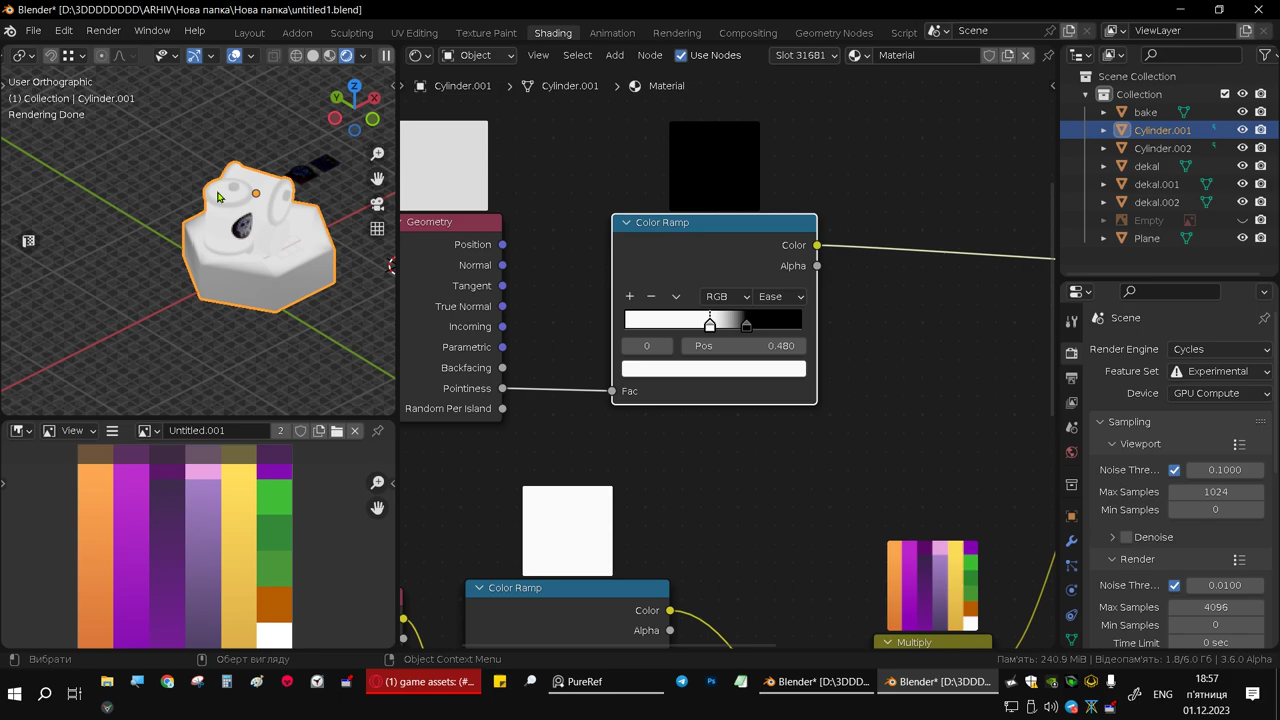 Blender* [D:\3DDDDDDDD\ARHIV\Нова папка\Нова папка\untitled1.blend]
File Edit Render Window Help Layout Addon Sculpting UV Editing Texture Paint Shading Animation Rendering Compositing Geometry Nodes Script Scene ViewLayer
Object View Select Add Node Use Nodes Slot 316B1 Material
User Orthographic
(1) Collection | Cylinder.001
Rendering Done
Z
Y
X
Cylinder.001 Cylinder.001 Material
Geometry
Position
Normal
Tangent
True Normal
Incoming
Parametric
Backfacing
Pointiness
Random Per Island
Color Ramp
Color
Alpha
RGB Ease
0 Pos 0.480
Fac
Color Ramp
Color
Alpha
Multiply
View Untitled.001 2
Scene Collection
Collection
bake
Cylinder.001
Cylinder.002
dekal
dekal.001
dekal.002
Empty
Plane
Scene
Render Engine Cycles
Feature Set Experimental
Device GPU Compute
Sampling
Viewport
Noise Thre... 0.1000
Max Samples 1024
Min Samples 0
Denoise
Render
Noise Thre... 0.0100
Max Samples 4096
Min Samples 0
Time Limit 0 sec
Вибрати Оберт вигляду Object Context Menu Пам'ять: 240.9 MiB | Відеопам'ять: 1.8/6.0 Гі | 3.6.0 Alpha
(1) game assets: (#... PureRef Blender* [D:\3DDD... Blender* [D:\3DDD...
ENG
18:57
п'ятниця
01.12.2023